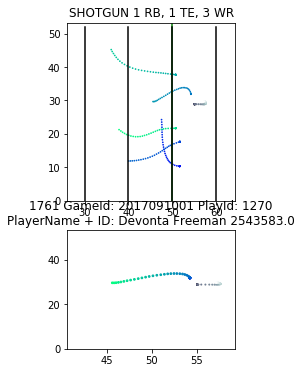 SHOTGUN 1 RB, 1 TE, 3 WR
50
40
30
20
10
0
30 40 50 60
1761 GameId: 2017091001 PlayId: 1270
PlayerName + ID: Devonta Freeman 2543583.0
40
20
0
45 50 55